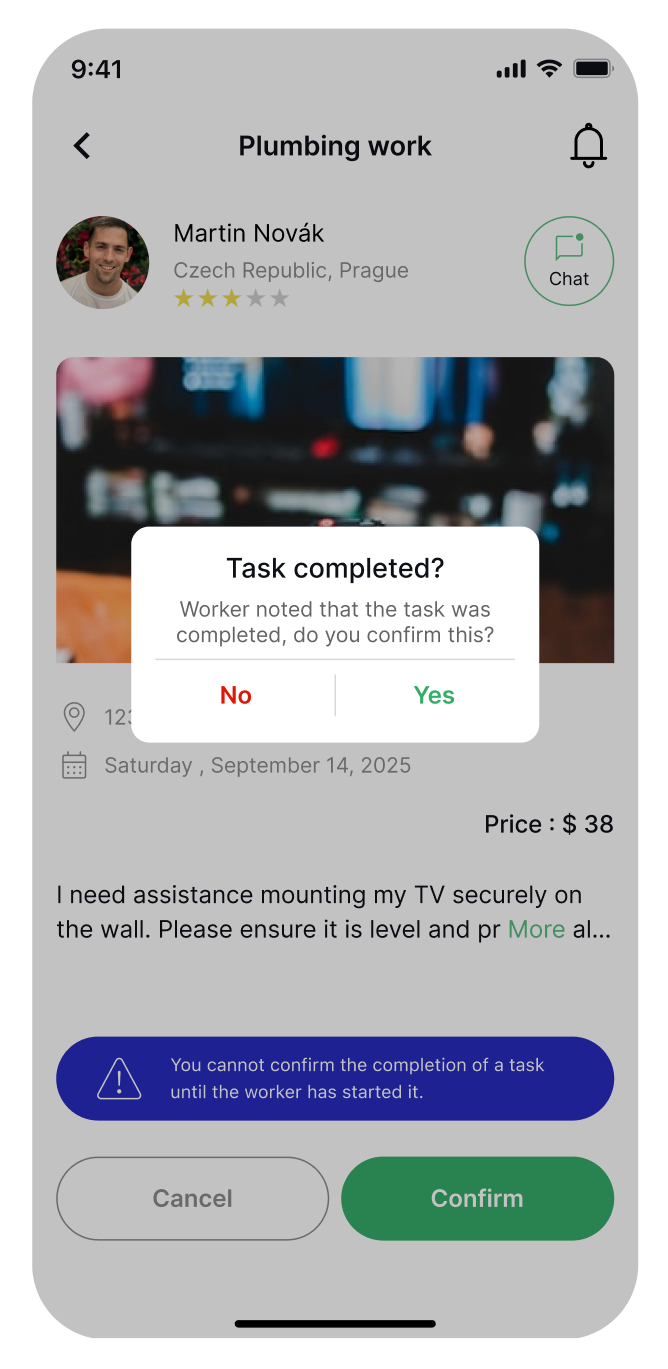 9:41
Plumbing work
Martin Novák
Czech Republic, Prague
Chat
Task completed?
Worker noted that the task was
completed, do you confirm this?
No
Yes
Saturday , September 14, 2025
Price : $ 38
I need assistance mounting my TV securely on
the wall. Please ensure it is level and pr More al...
You cannot confirm the completion of a task
until the worker has started it.
Cancel
Confirm